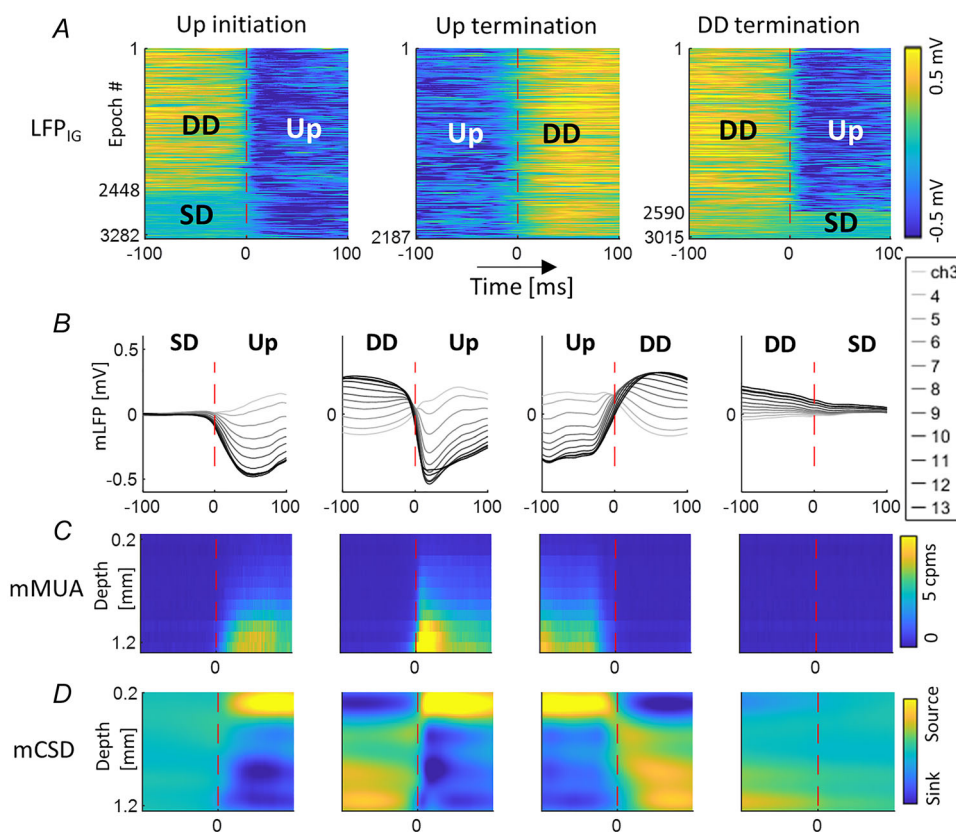 A
Up initiation
Up termination
DD termination
LFP_IG
Epoch #
1
2448
3282
DD
Up
SD
-100
0
100
1
2187
Up
DD
-100
0
100
Time [ms]
1
2590
3015
DD
Up
SD
-100
0
100
0.5 mV
-0.5 mV
B
mLFP [mV]
0.5
0
-0.5
SD
Up
-100
0
100
DD
Up
0
-100
0
100
Up
DD
0
-100
0
100
DD
SD
0
-100
0
100
ch3
4
5
6
7
8
9
10
11
12
13
C
mMUA
Depth
[mm]
0.2
1.2
0
0
0
0
5 cpms
0
D
mCSD
Depth
[mm]
0.2
1.2
0
0
0
0
Source
Sink